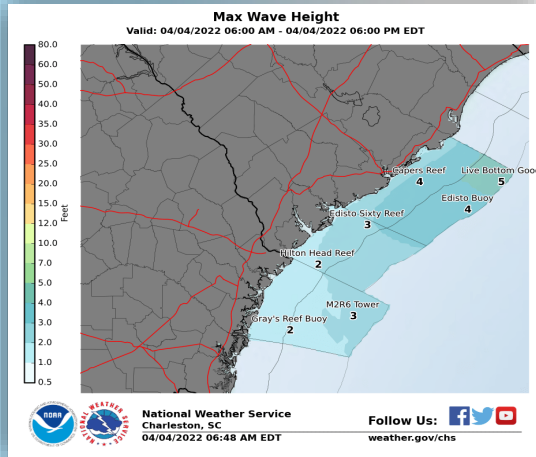 Max Wave Height
Valid: 04/04/2022 06:00 AM - 04/04/2022 06:00 PM EDT
80.0
60.0
50.0
40.0
35.0
30.0
25.0
20.0
15.0
12.0
10.0
7.0
5.0
4.0
3.0
2.0
1.0
0.5
Feet
Capers Reef
4
Live Bottom Goo
5
Edisto Buoy
4
Edisto Sixty Reef
3
Hilton Head Reef
2
M2R6 Tower
3
Gray's Reef Buoy
2
NOAA
NATIONAL WEATHER SERVICE
National Weather Service
Charleston, SC
04/04/2022 06:48 AM EDT
Follow Us:
weather.gov/chs